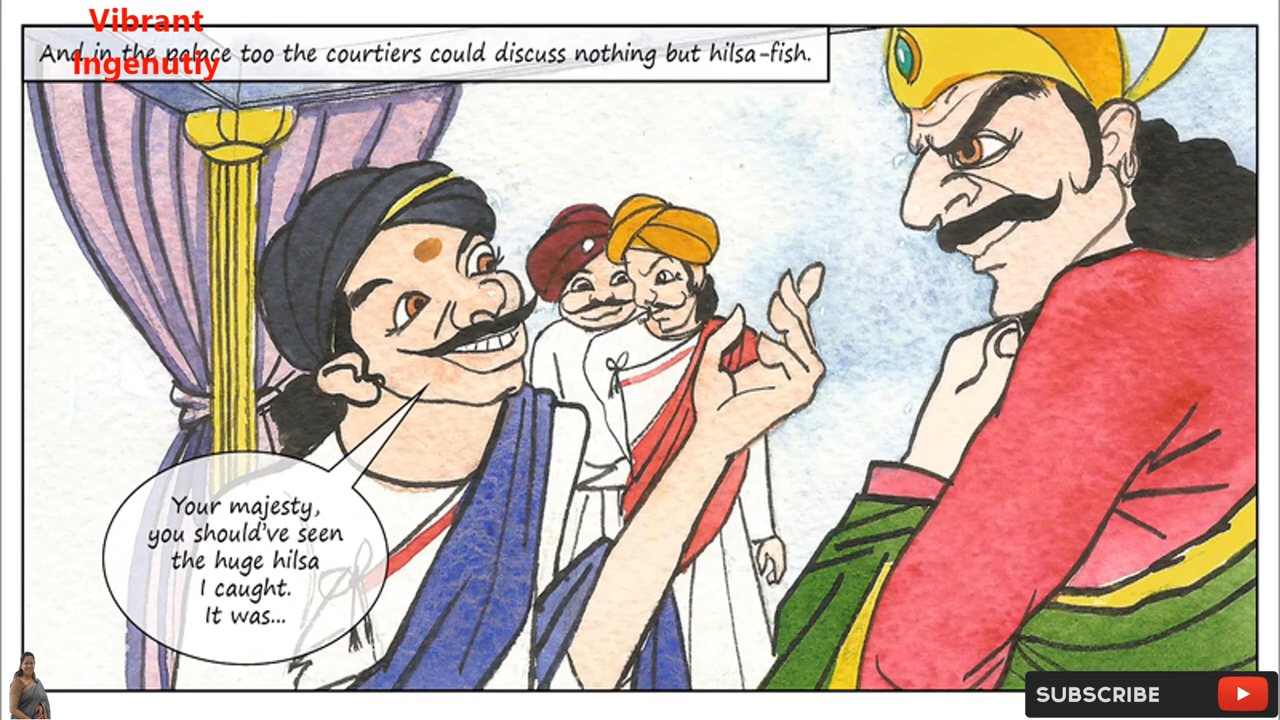 Vibrant
Ingenutiy
And in the palace too the courtiers could discuss nothing but hilsa-fish.
Your majesty,
you should've seen
the huge hilsa
I caught.
It was...
SUBSCRIBE